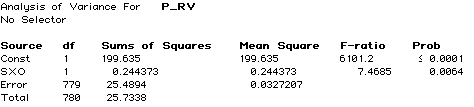 Analysis of Variance For P_RV
No Selector
Source df Sums of Squares Mean Square F-ratio Prob
Const 1 199.635 199.635 6101.2 ≤ 0.0001
SXO 1 0.244373 0.244373 7.4685 0.0064
Error 779 25.4894 0.0327207
Total 780 25.7338